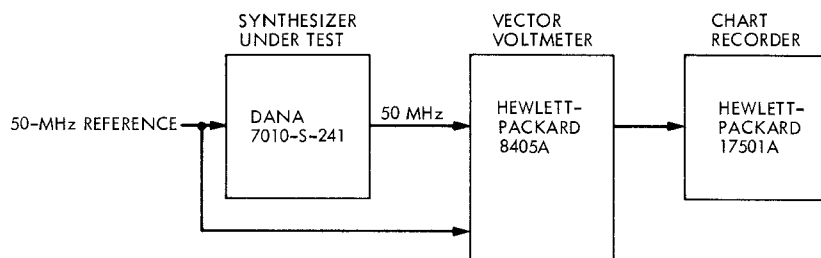 SYNTHESIZER
UNDER TEST
VECTOR
VOLTMETER
CHART
RECORDER
50-MHz REFERENCE
DANA
7010-S-241
50 MHz
HEWLETT-
PACKARD
8405A
HEWLETT-
PACKARD
17501A